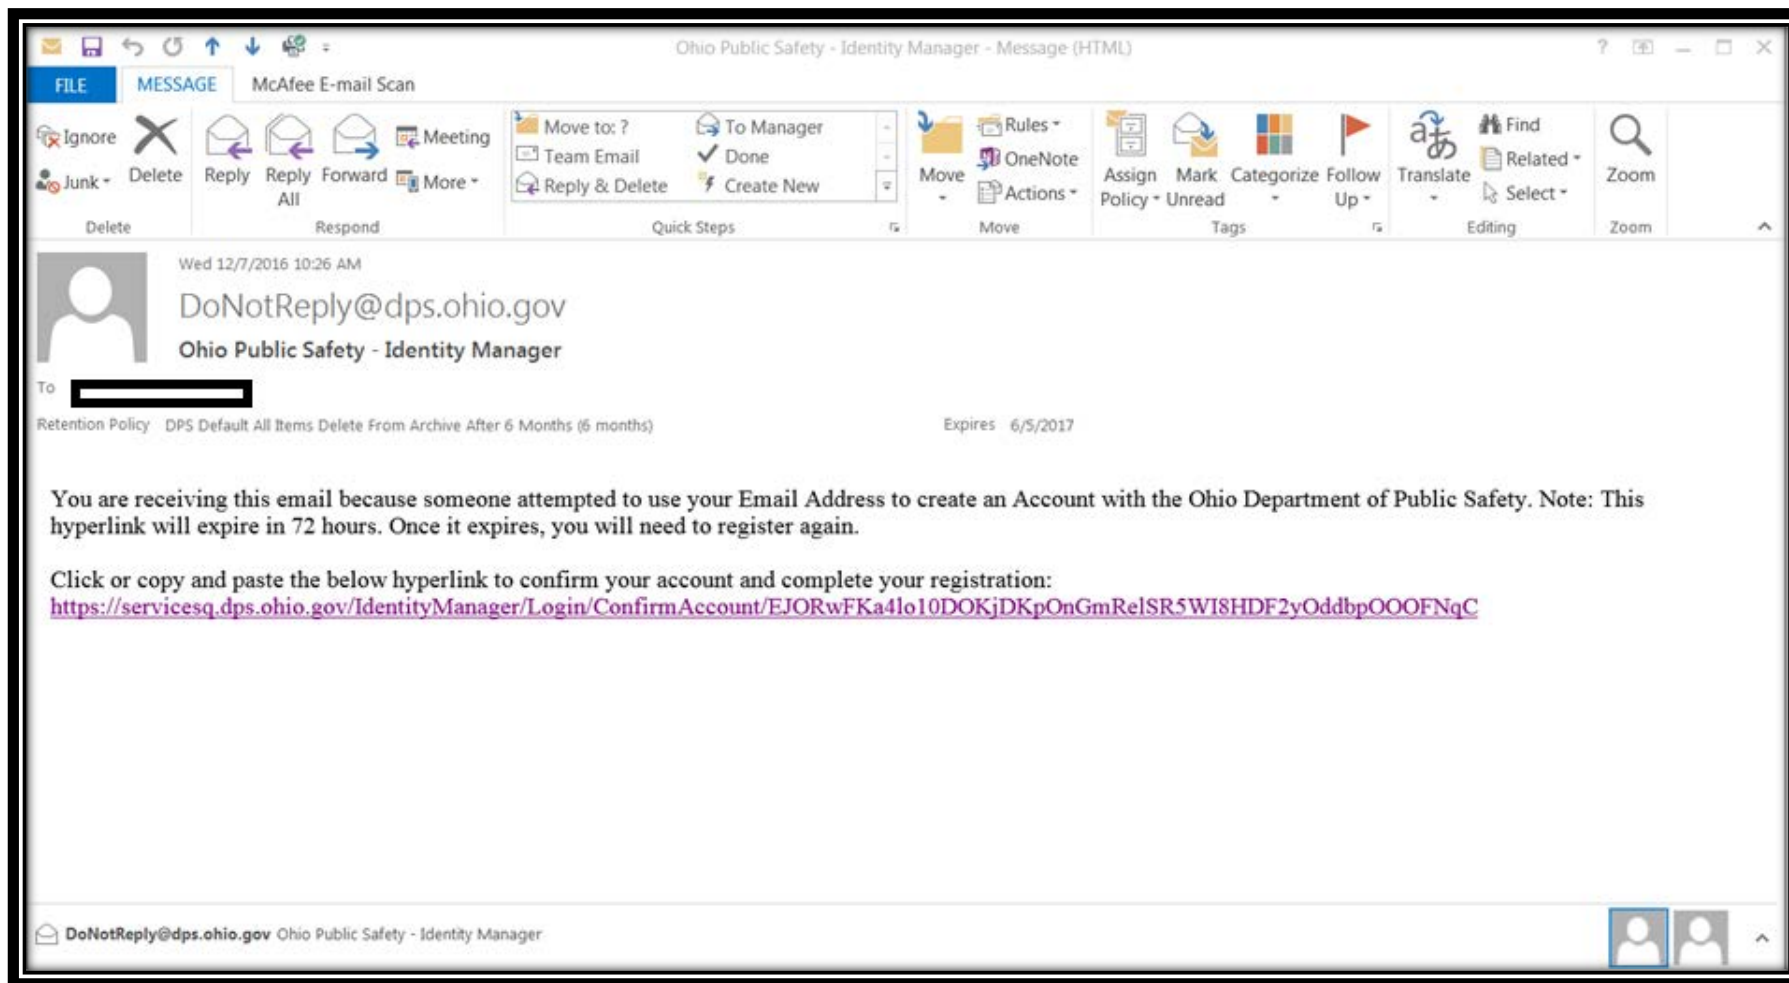 Ohio Public Safety - Identity Manager - Message (HTML)
FILE MESSAGE McAfee E-mail Scan
Ignore
Junk
Delete
Delete
Reply
Reply All
Forward
Meeting
More
Respond
Move to: ?
Team Email
Reply & Delete
To Manager
Done
Create New
Quick Steps
Move
Rules
OneNote
Actions
Move
Assign Policy
Mark Unread
Categorize
Follow Up
Tags
Translate
Find
Related
Select
Editing
Zoom
Zoom
Wed 12/7/2016 10:26 AM
DoNotReply@dps.ohio.gov
Ohio Public Safety - Identity Manager
To
Retention Policy DPS Default All Items Delete From Archive After 6 Months (6 months) Expires 6/5/2017
You are receiving this email because someone attempted to use your Email Address to create an Account with the Ohio Department of Public Safety. Note: This
hyperlink will expire in 72 hours. Once it expires, you will need to register again.
Click or copy and paste the below hyperlink to confirm your account and complete your registration:
https://servicesq.dps.ohio.gov/IdentityManager/Login/ConfirmAccount/EJORwFKa4lo10DOKjDKpOnGmRelSR5WI8HDF2yOddbpOOOFNqC
DoNotReply@dps.ohio.gov Ohio Public Safety - Identity Manager